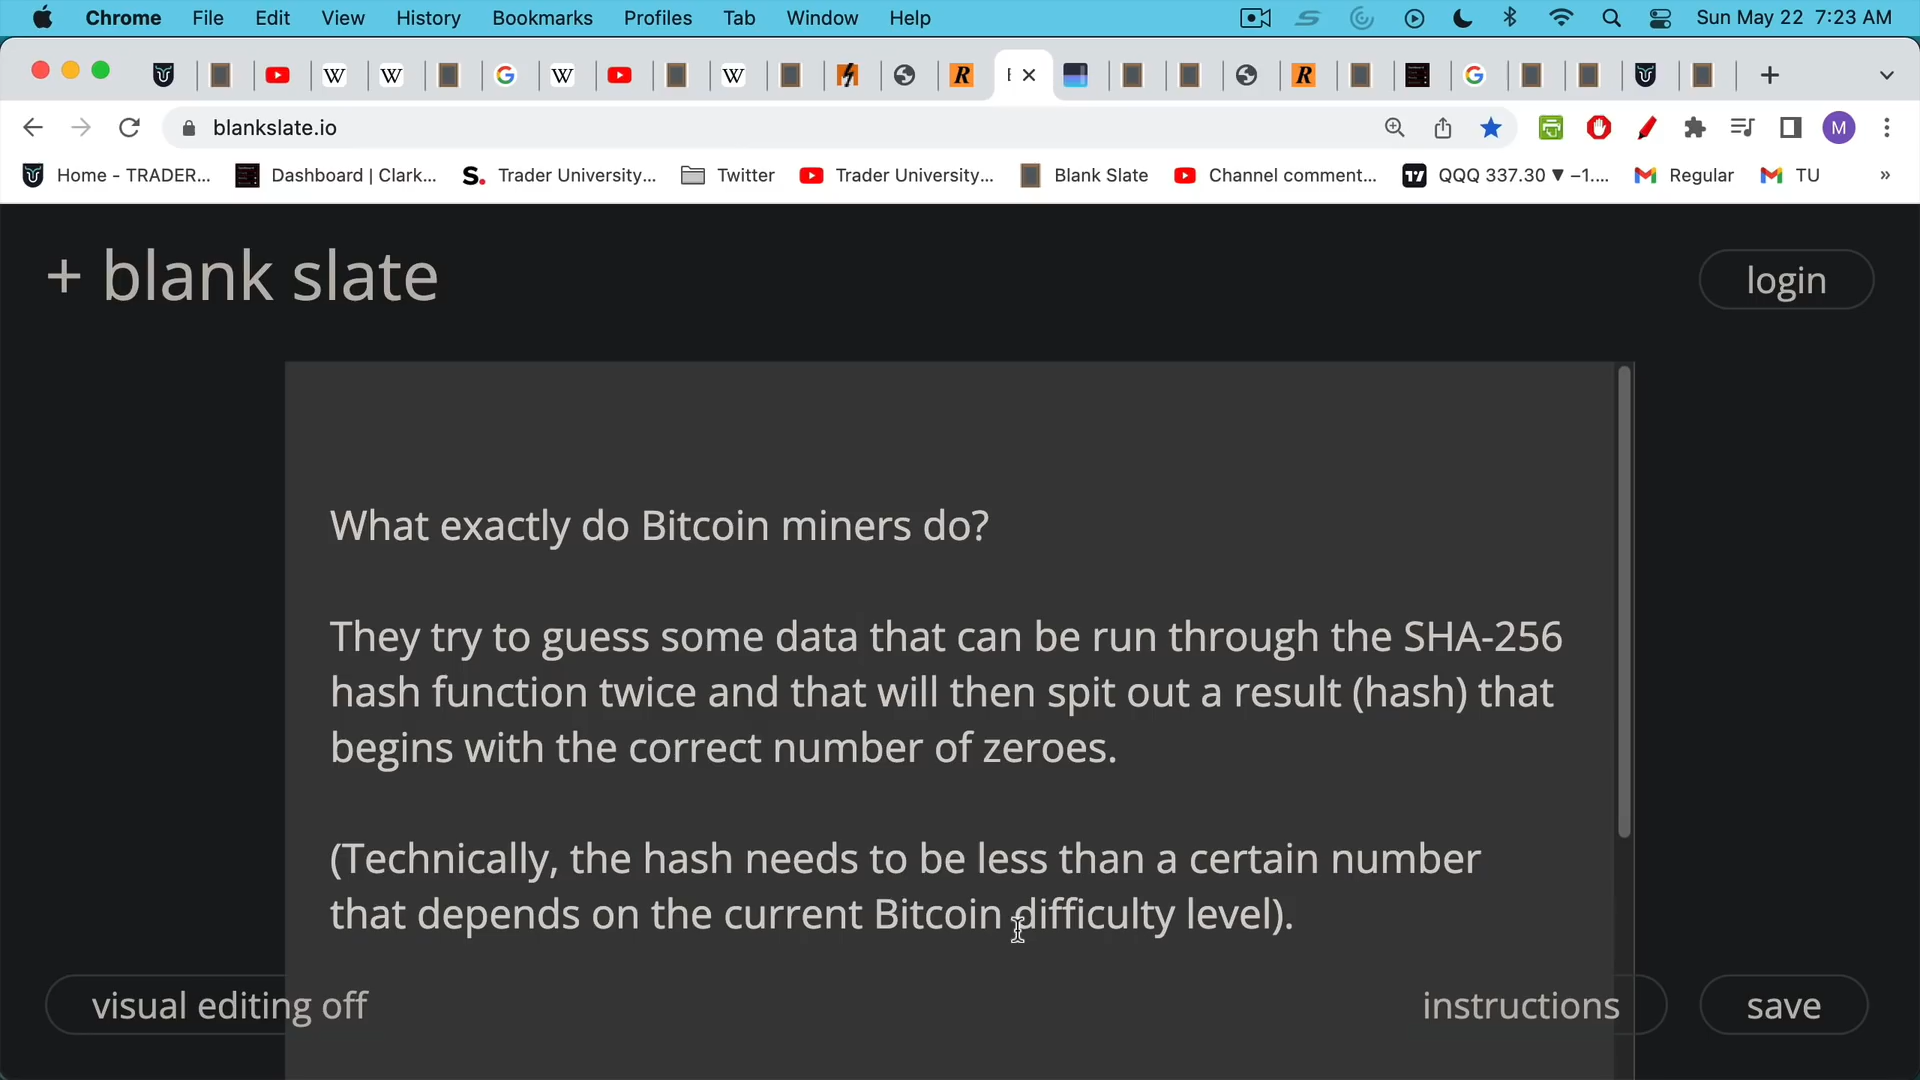 Chrome File Edit View History Bookmarks Profiles Tab Window Help Sun May 22 7:23 AM
blankslate.io M
Home - TRADER... Dashboard | Clark... Trader University... Twitter Trader University... Blank Slate Channel comment... QQQ 337.30 ▼ −1.... Regular TU »
+ blank slate
login
What exactly do Bitcoin miners do?
They try to guess some data that can be run through the SHA-256
hash function twice and that will then spit out a result (hash) that
begins with the correct number of zeroes.
(Technically, the hash needs to be less than a certain number
that depends on the current Bitcoin difficulty level).
visual editing off instructions save